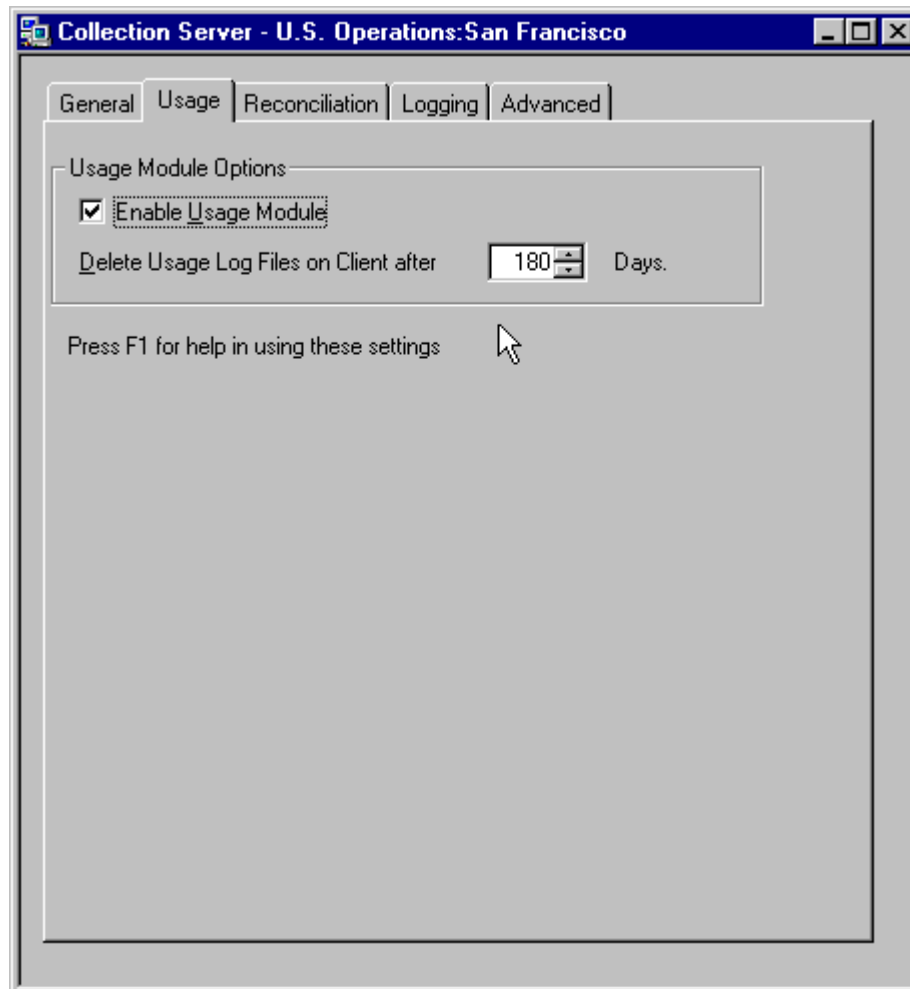 Collection Server - U.S. Operations:San Francisco
General Usage Reconciliation Logging Advanced
Usage Module Options
Enable Usage Module
Delete Usage Log Files on Client after 180 Days.
Press F1 for help in using these settings